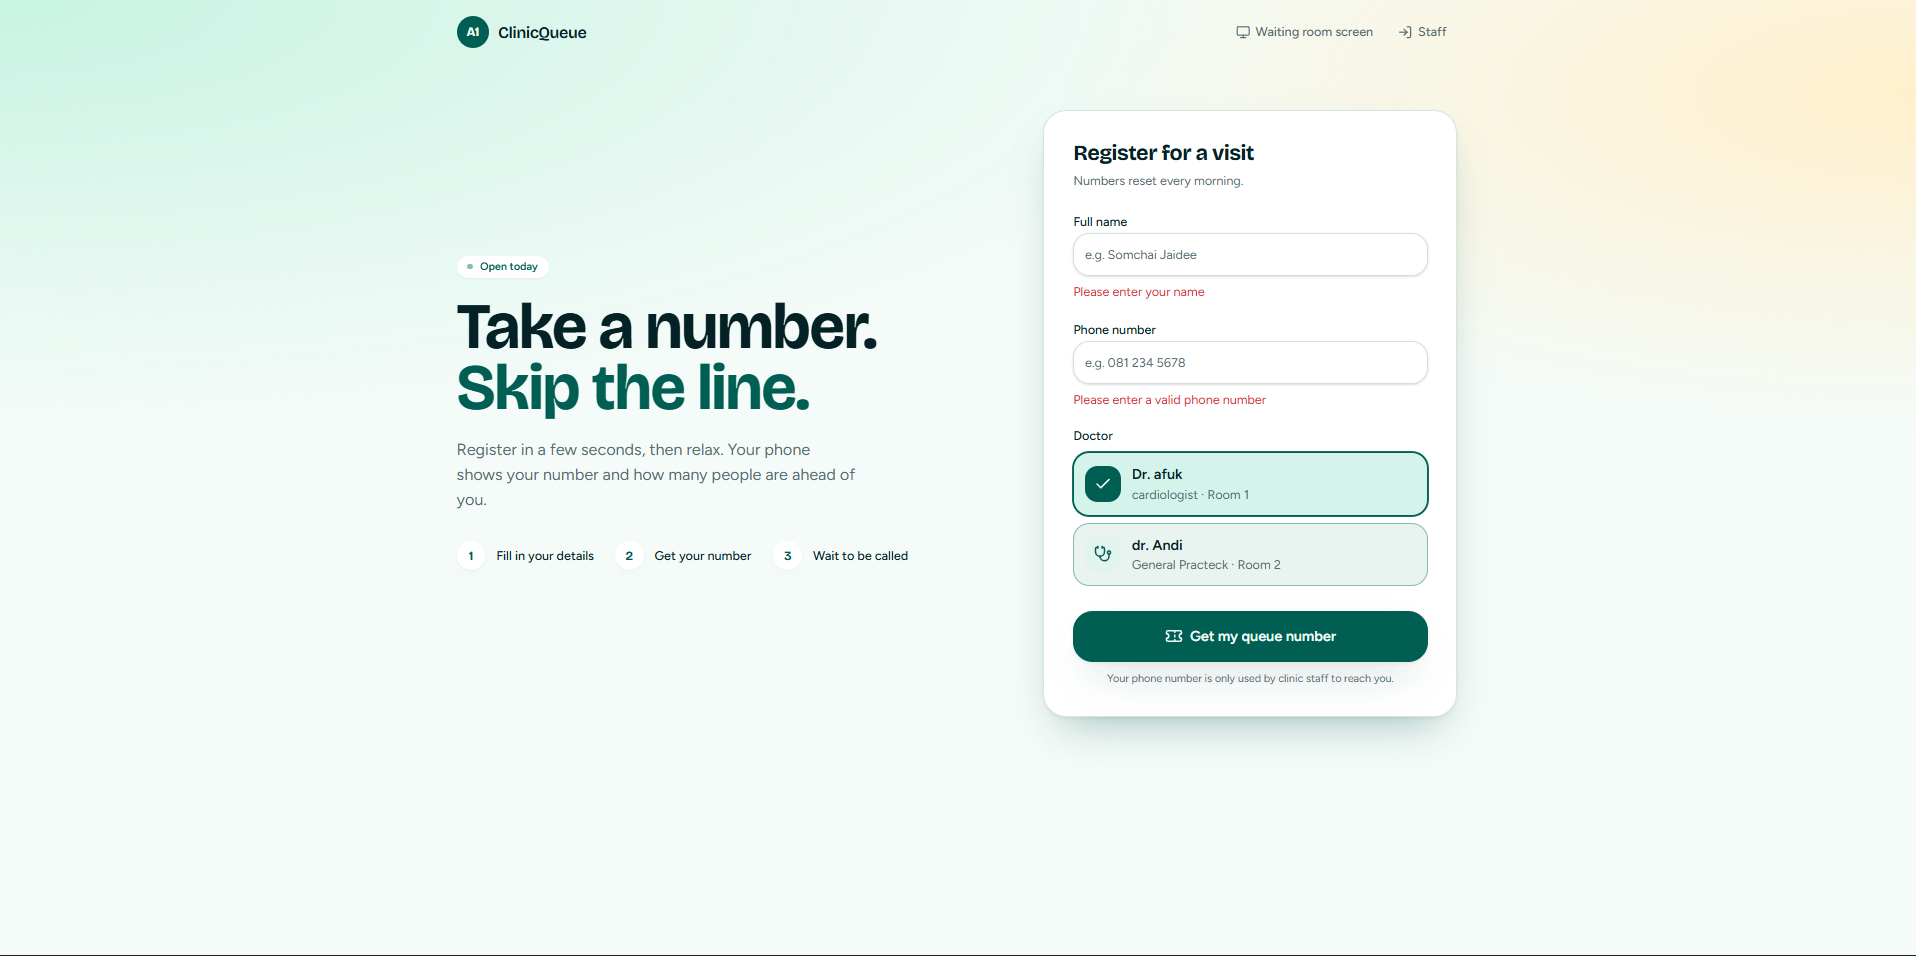 A1 ClinicQueue
Waiting room screen
Staff
Open today
Take a number.
Skip the line.
Register in a few seconds, then relax. Your phone
shows your number and how many people are ahead of
you.
1 Fill in your details
2 Get your number
3 Wait to be called
Register for a visit
Numbers reset every morning.
Full name
e.g. Somchai Jaidee
Please enter your name
Phone number
e.g. 081 234 5678
Please enter a valid phone number
Doctor
Dr. afuk
cardiologist · Room 1
dr. Andi
General Practeck · Room 2
Get my queue number
Your phone number is only used by clinic staff to reach you.